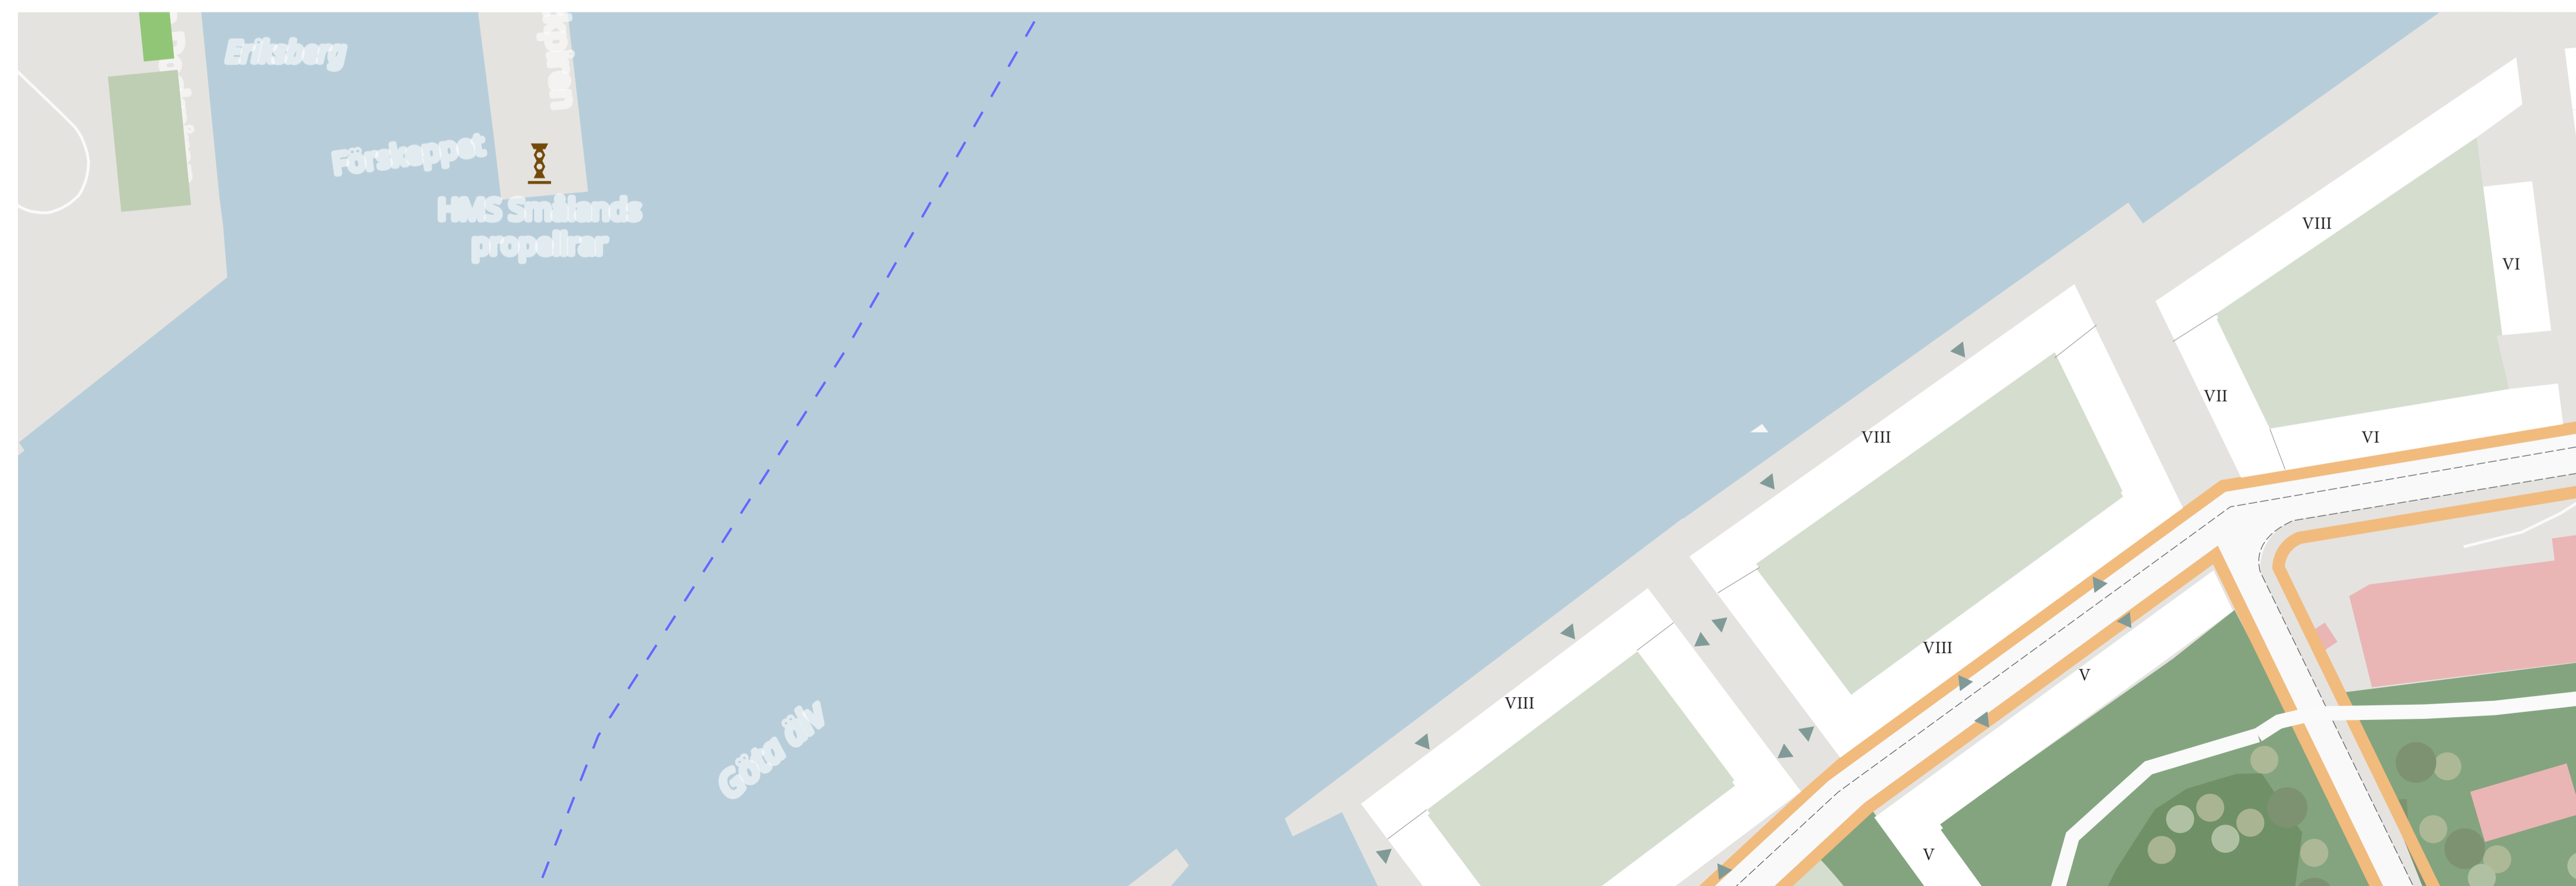 Eriksberg
Förskeppet
HMS Smålands
propellrar
Göta älv
VIII
VI
VII
VIII
VI
VIII
VIII
V
V